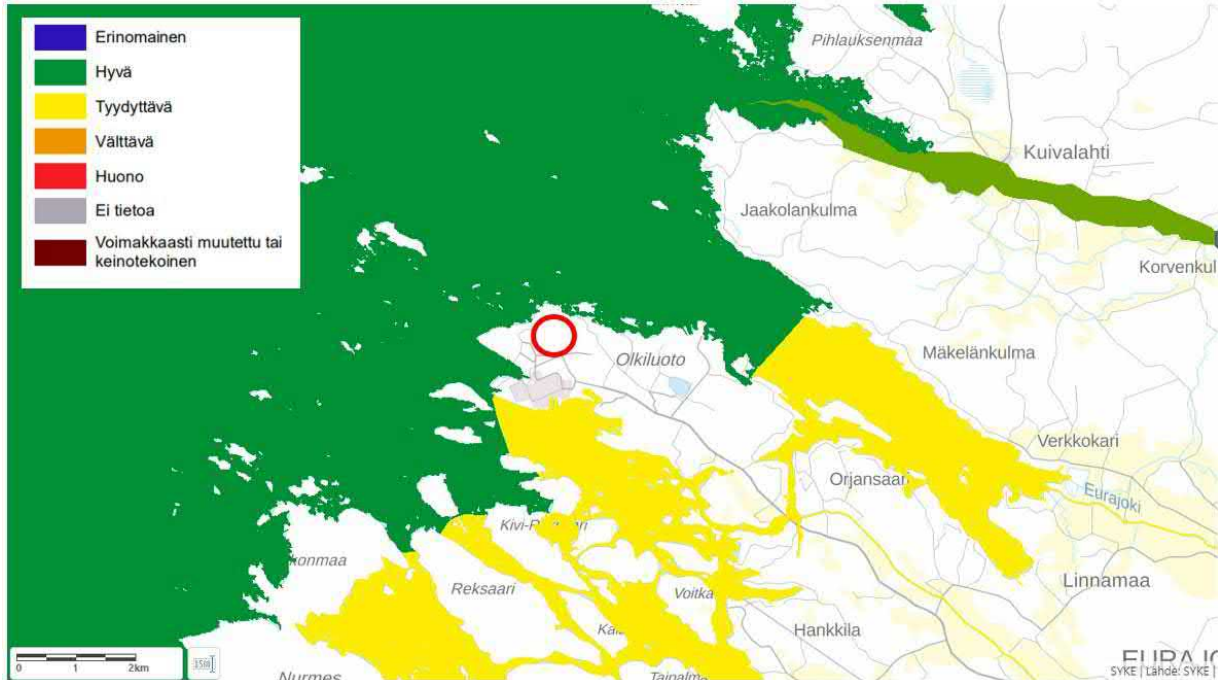 Erinomainen
Hyvä
Tyydyttävä
Välttävä
Huono
Ei tietoa
Voimakkaasti muutettu tai
keinotekoinen
Pihlauksenmaa
Kuivalahti
Jaakolankulma
Korvenkul
Olkiluoto
Mäkelänkulma
Verkkokari
Orjansaari
Eurajoki
Reksaari
Voitka
Linnamaa
Hankkila
Nurmes
0 1 2km
SYKE | Lähde: SYKE |